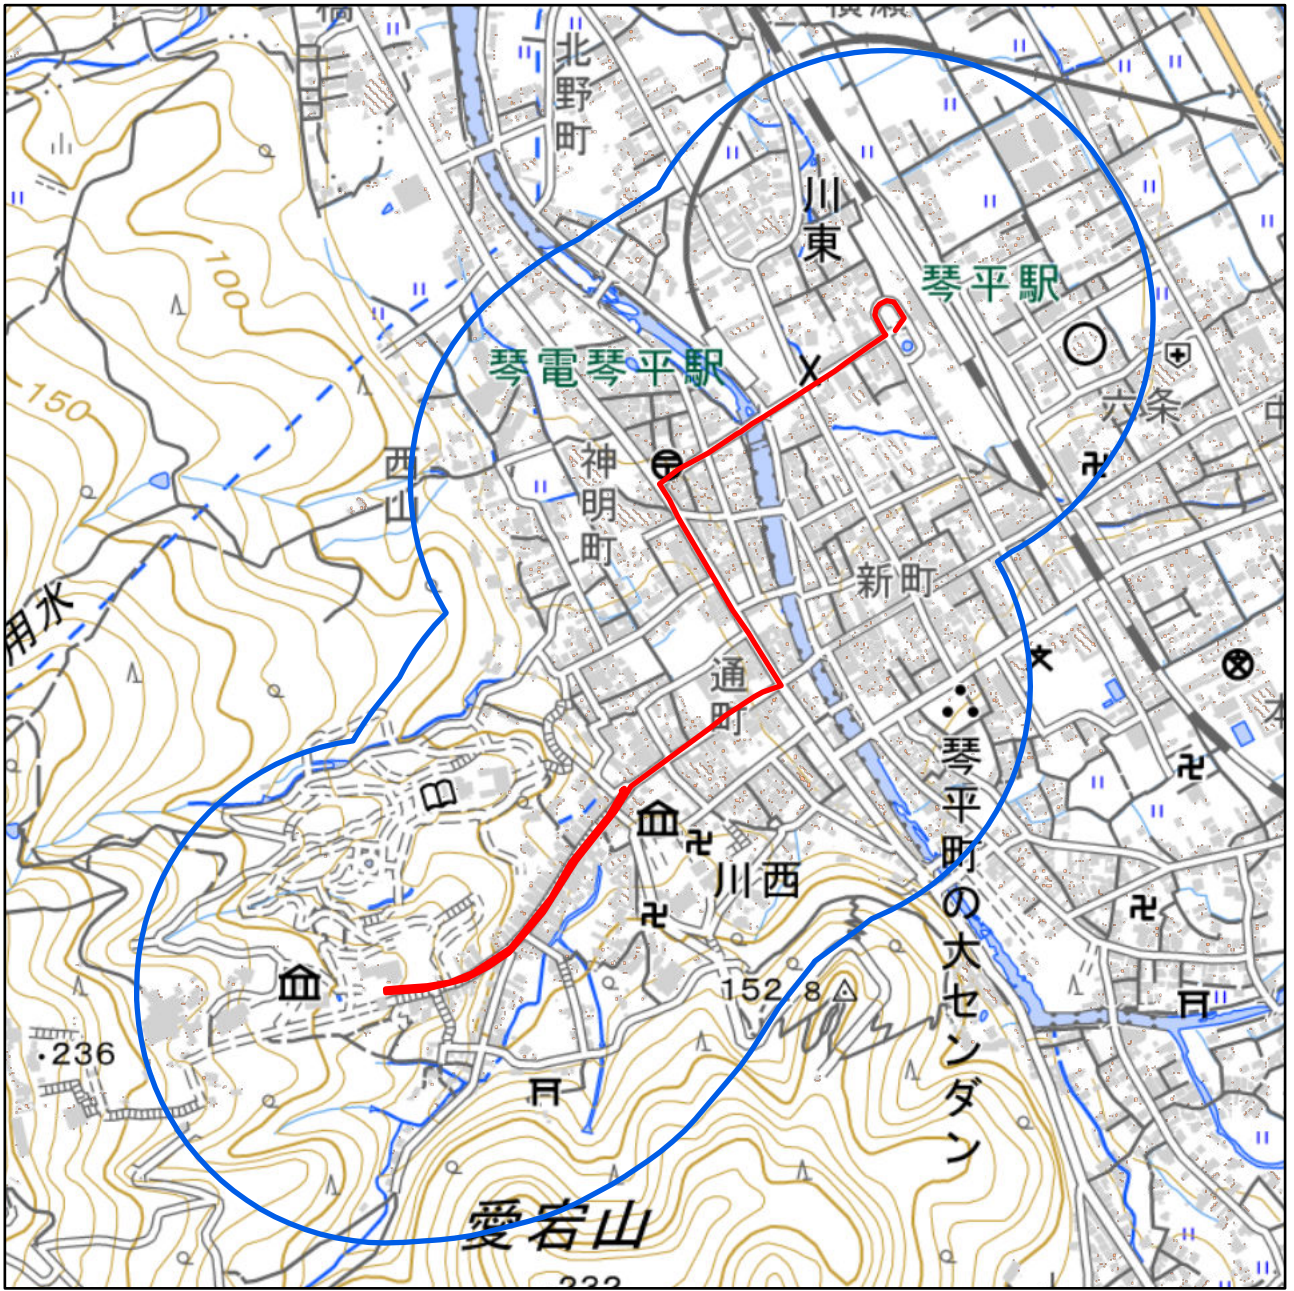 北野町
川東
100
琴平駅
琴電琴平駅
150
六条
西山
神明町
新町
用水
通町
琴平町の大センダン
川西
152.8
236
愛宕山